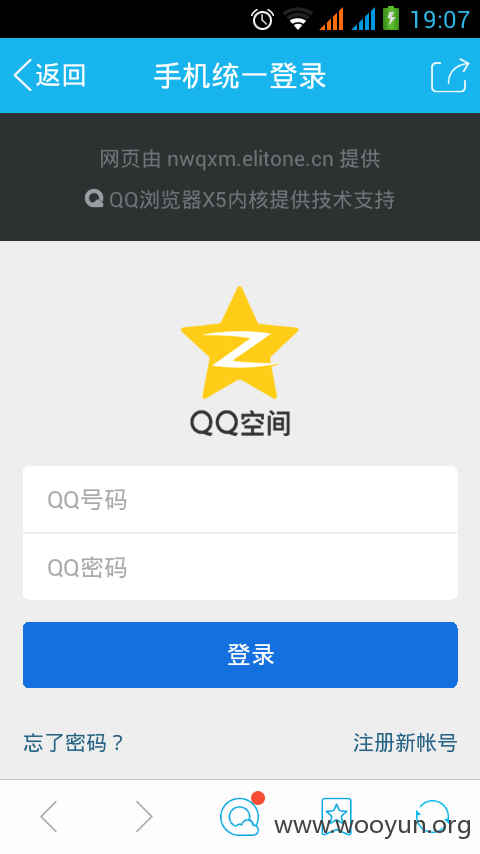 19:07
返回 手机统一登录
网页由 nwqxm.elitone.cn 提供
QQ浏览器X5内核提供技术支持
QQ空间
QQ号码
QQ密码
登录
忘了密码？ 注册新帐号
www.wooyun.org